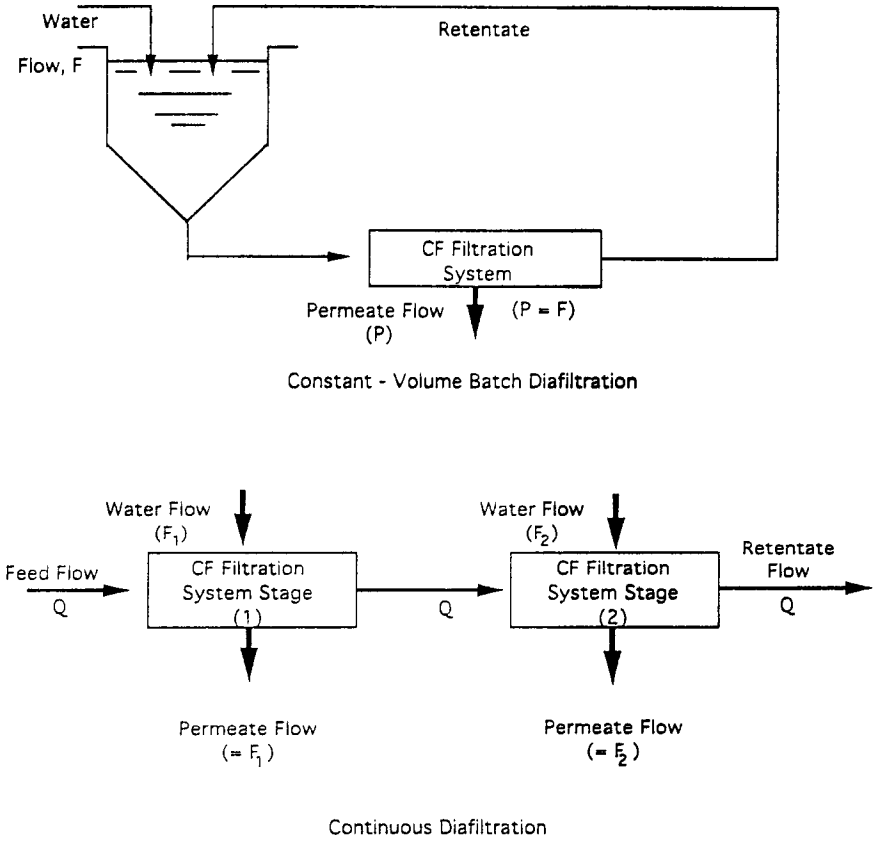 Water
Retentate
Flow, F
CF Filtration
System
Permeate Flow
(P = F)
(P)
Constant - Volume Batch Diafiltration
Water Flow
(F₁)
Water Flow
(F₂)
Feed Flow
Q
CF Filtration
System Stage
(1)
Q
CF Filtration
System Stage
(2)
Retentate
Flow
Q
Permeate Flow
(= F₁)
Permeate Flow
(= F₂)
Continuous Diafiltration